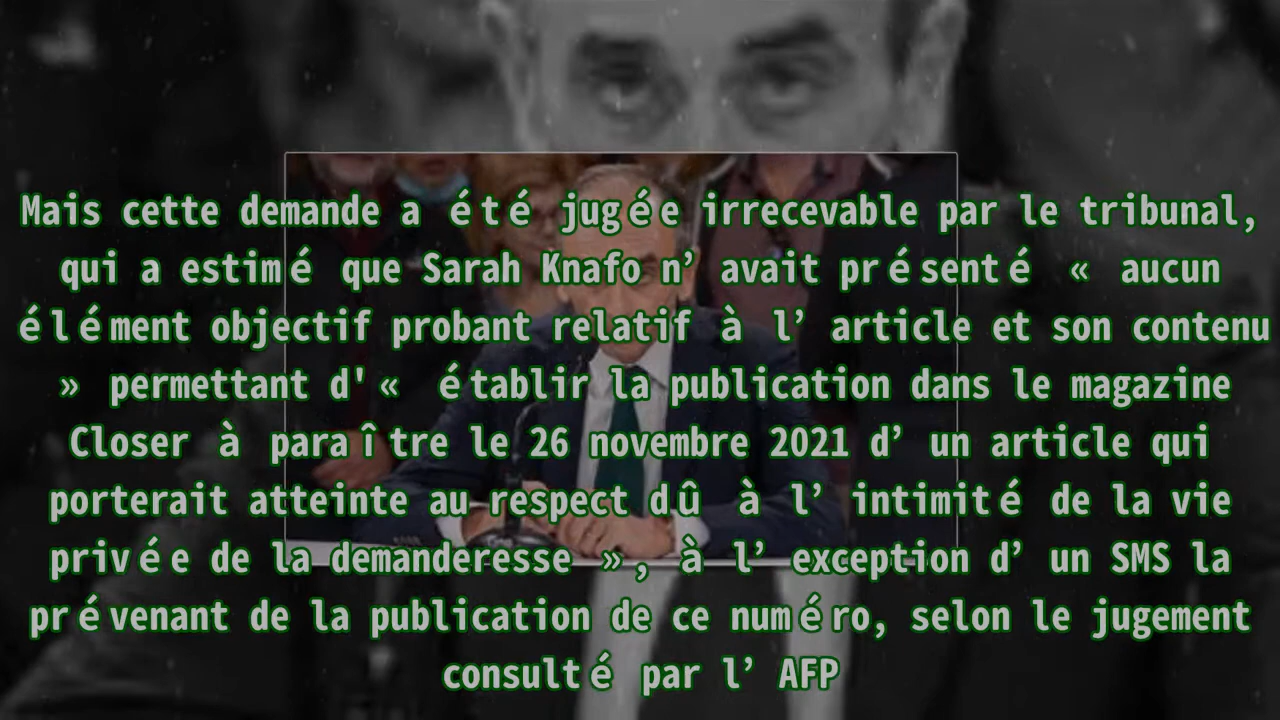 Mais cette demande a été jugée irrecevable par le tribunal,
qui a estimé que Sarah Knafo n’ avait présenté « aucun
élément objectif probant relatif à l’ article et son contenu
» permettant d'« établir la publication dans le magazine
Closer à paraître le 26 novembre 2021 d’ un article qui
porterait atteinte au respect dû à l’ intimité de la vie
privée de la demanderesse », à l’ exception d’ un SMS la
prévenant de la publication de ce numéro, selon le jugement
consulté par l’ AFP